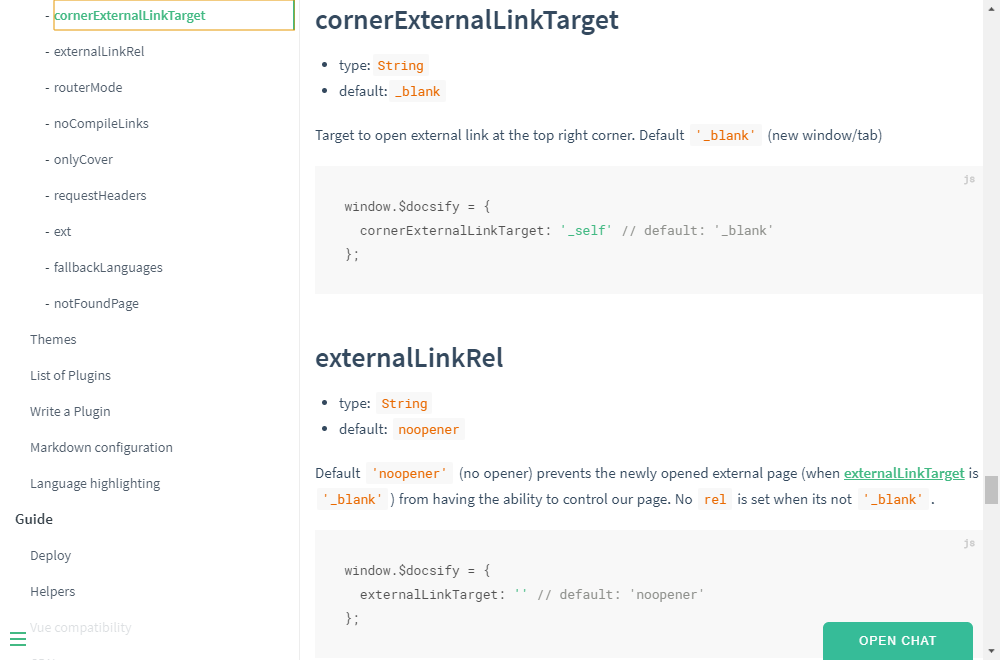 - cornerExternalLinkTarget
- externalLinkRel
- routerMode
- noCompileLinks
- onlyCover
- requestHeaders
- ext
- fallbackLanguages
- notFoundPage
Themes
List of Plugins
Write a Plugin
Markdown configuration
Language highlighting
Guide
Deploy
Helpers
Vue compatibility
cornerExternalLinkTarget
• type: String
• default: _blank
Target to open external link at the top right corner. Default '_blank' (new window/tab)
js
window.$docsify = {
  cornerExternalLinkTarget: '_self' // default: '_blank'
};
externalLinkRel
• type: String
• default: noopener
Default 'noopener' (no opener) prevents the newly opened external page (when externalLinkTarget is
'_blank' ) from having the ability to control our page. No rel is set when its not '_blank' .
js
window.$docsify = {
  externalLinkTarget: '' // default: 'noopener'
};
OPEN CHAT